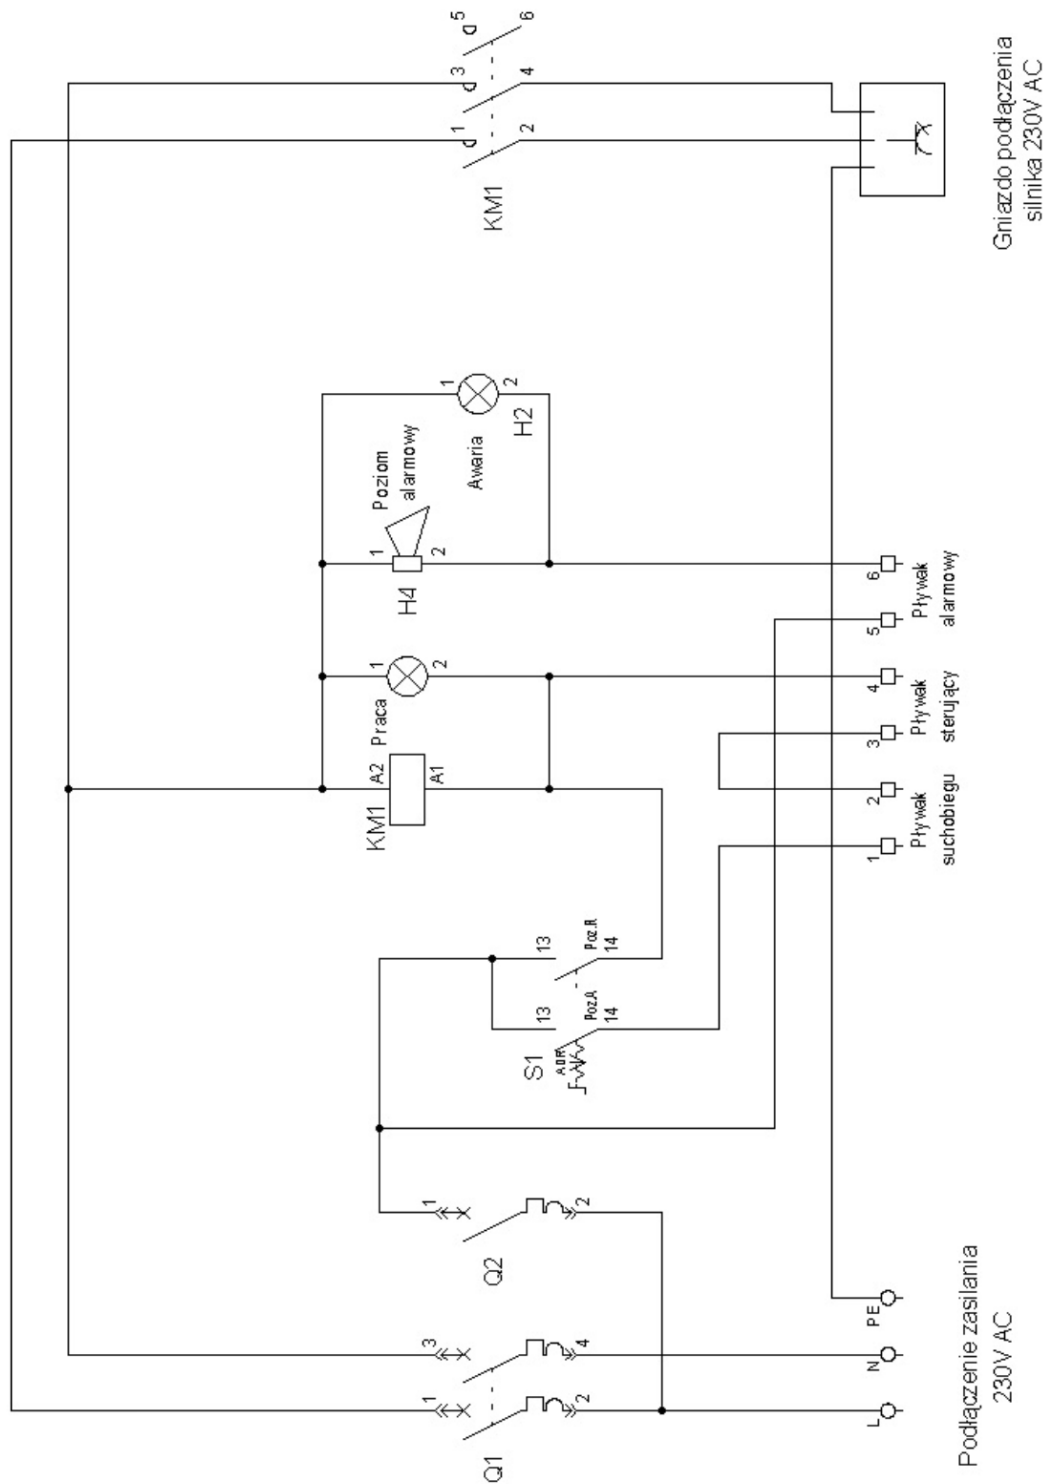 A2
1
1
KM1
Praca
Poziom
alarmowy
H4
1
3
1
A1
2
2
1
1
3
5
Q1
Q2
Awaria
KM1
H2
2
2
4
6
S1
13
13
A0R
Poz.A
Poz.R
2
4
2
14
14
L
N
PE
1
2
3
4
5
6
Pływak
suchobiegu
Pływak
sterujący
Pływak
alarmowy
Podłączenie zasilania
230V AC
Gniazdo podłączenia
silnika 230V AC